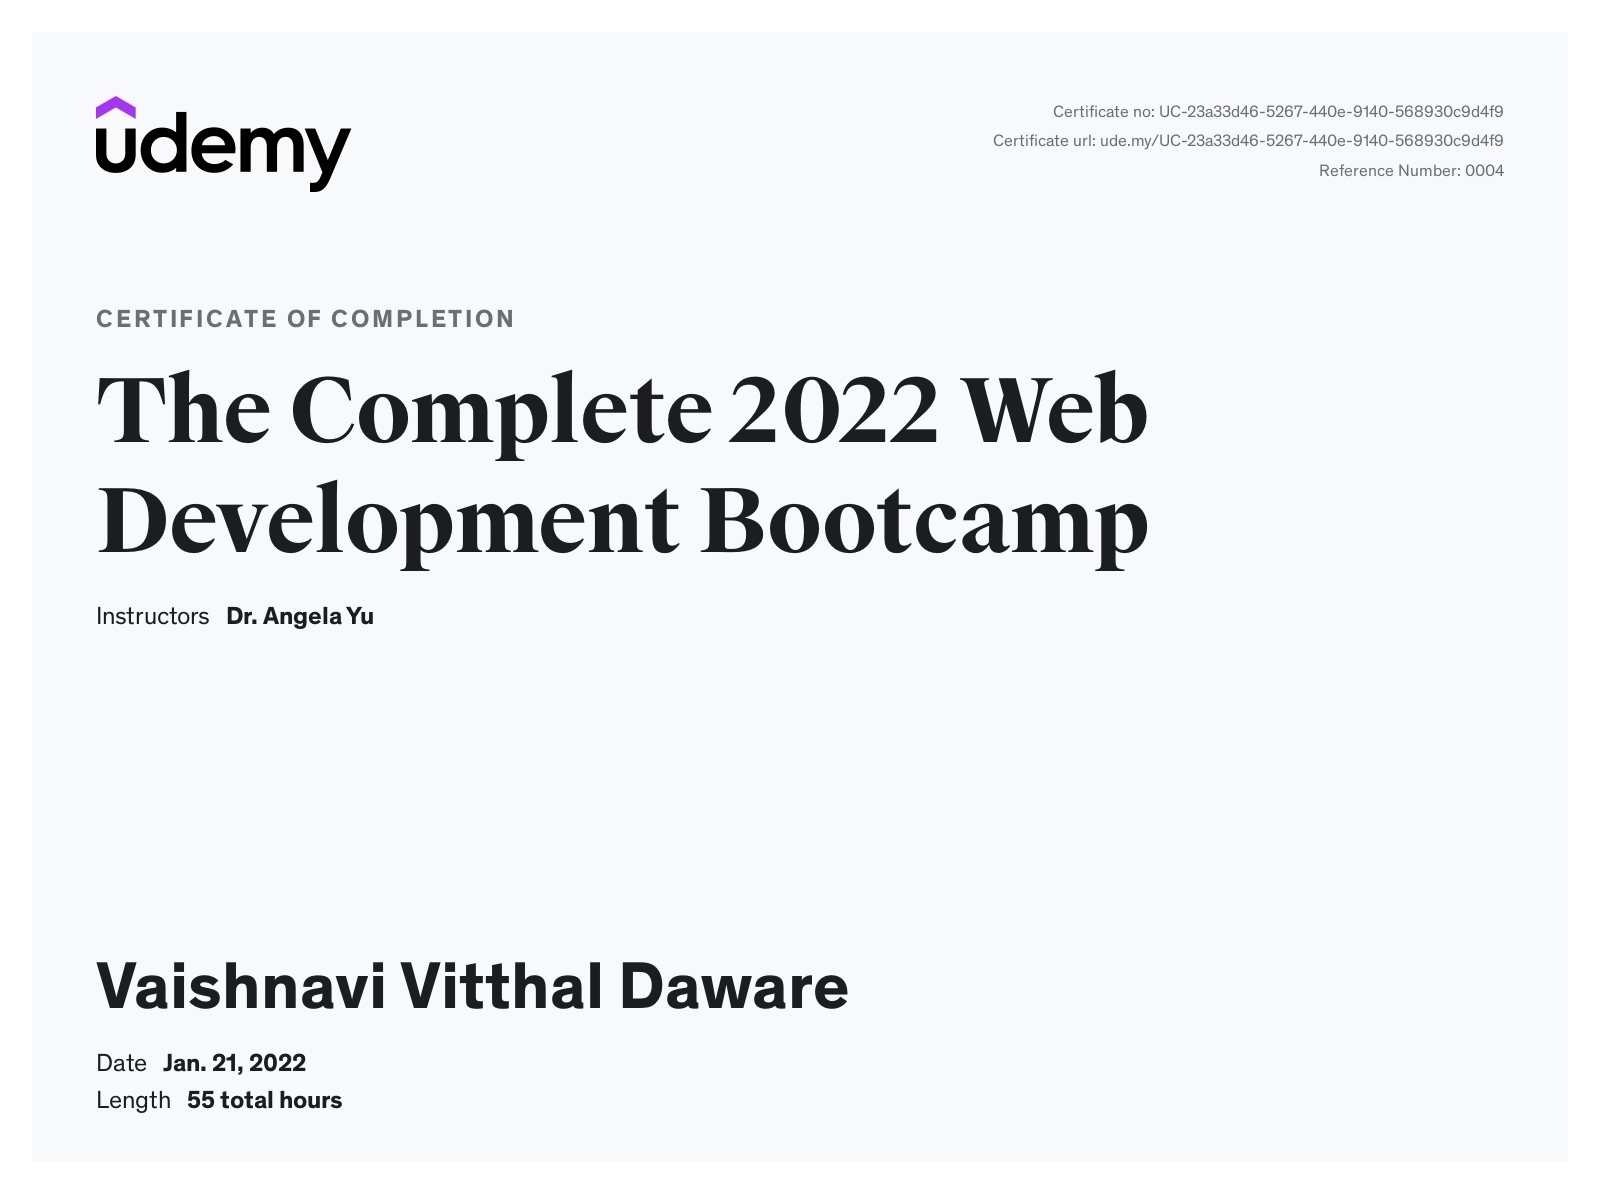 udemy
Certificate no: UC-23a33d46-5267-440e-9140-568930c9d4f9
Certificate url: ude.my/UC-23a33d46-5267-440e-9140-568930c9d4f9
Reference Number: 0004
CERTIFICATE OF COMPLETION
The Complete 2022 Web
Development Bootcamp
Instructors Dr. Angela Yu
Vaishnavi Vitthal Daware
Date Jan. 21, 2022
Length 55 total hours